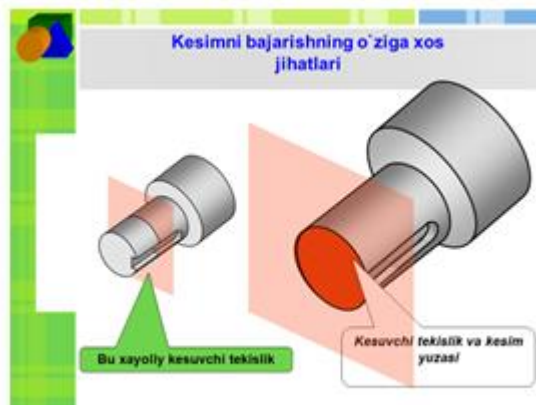 Kesimni bajarishning o`ziga xos
jihatlari
Bu xayoliy kesuvchi tekislik
Kesuvchi tekislik va kesim
yuzasi